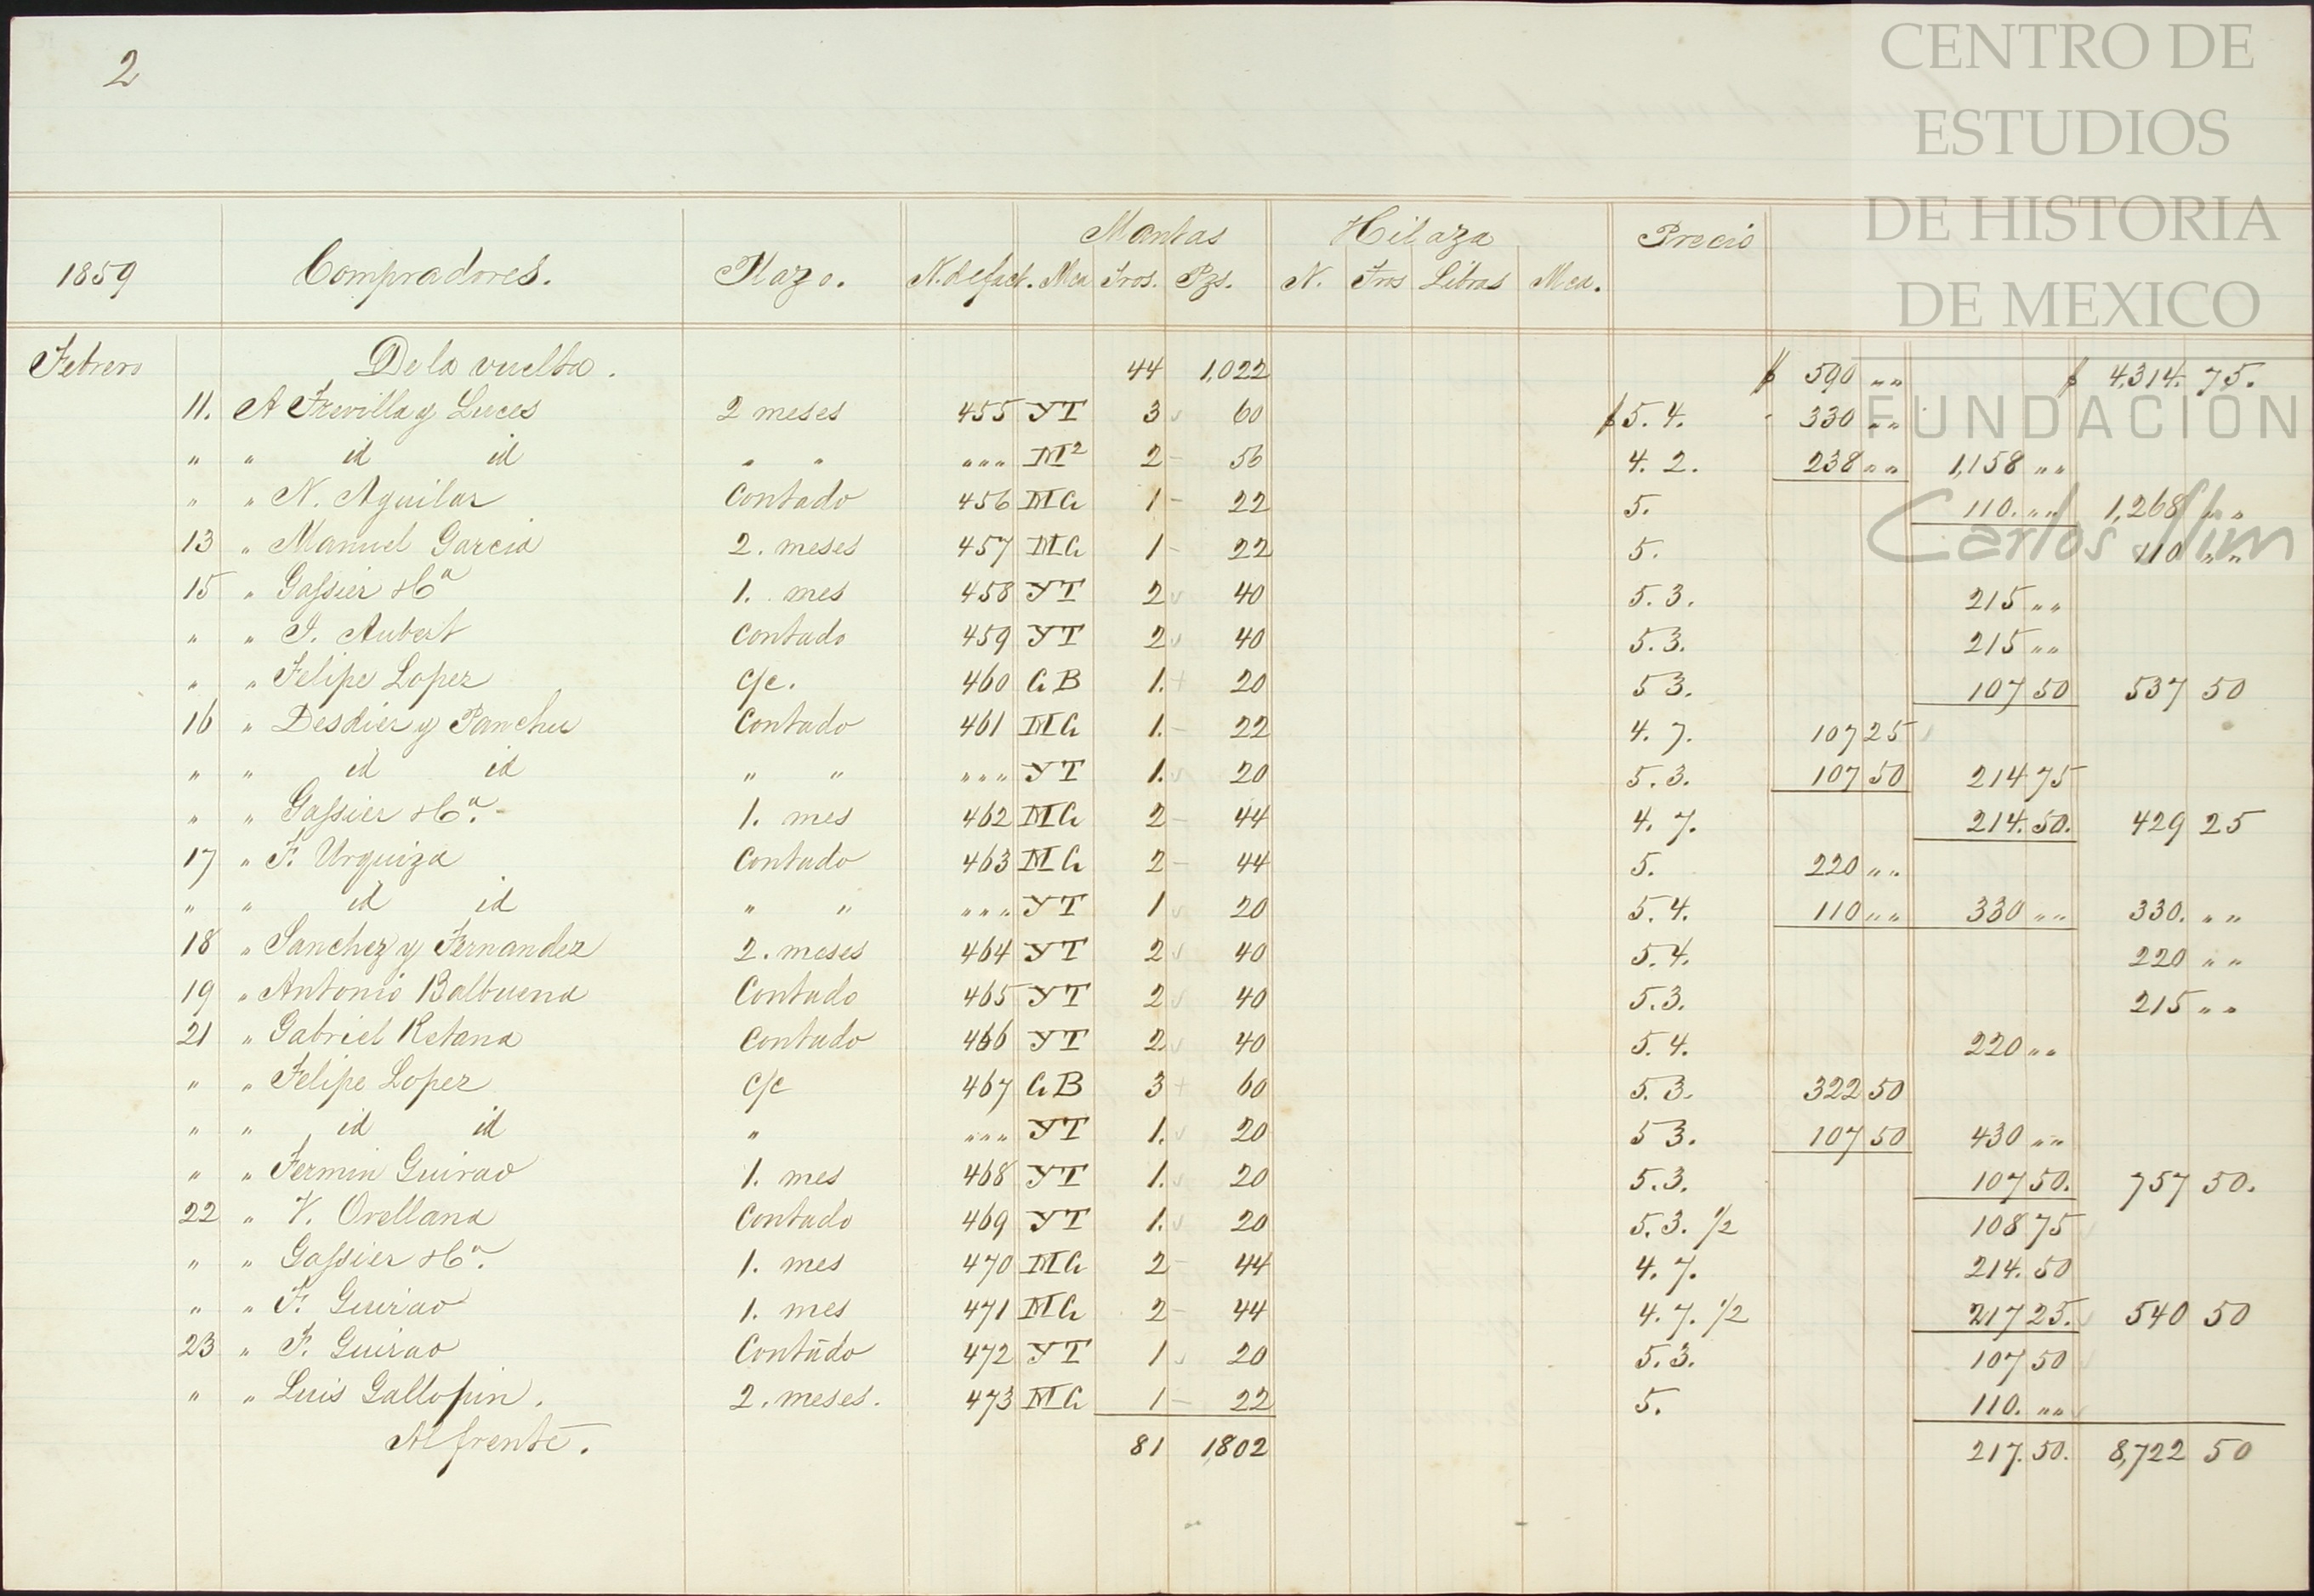 2
CENTRO DE
ESTUDIOS
DE HISTORIA
DE MEXICO
FUNDACIÓN
Carlos Slim
Mantas Hilaza Precio
1859 Compradores. Plazo. N. de fact. Mca Tros. Pzs. N. Tros Libras Mca.
Febrero De la vuelta. 44 1,022 $ 590 " " $ 4,314. 75.
11. A Trevilla y Luces 2 meses 455 YT 3 60 $5. 4. 330 " "
" " id id " " " " " M2 2 - 56 4. 2. 238 " " 1,158 " "
" " N. Aguilar Contado 456 MG 1 - 22 5. 110. " " 1,268 " "
13 " Manuel Garcia 2. meses 457 MG 1 - 22 5. 110 " "
15 " Gassier &Ca 1. mes 458 YT 2 40 5. 3. 215 " "
" " I. Aubert Contado 459 YT 2 40 5. 3. 215 " "
" " Felipe Lopez c/c. 460 GB 1. 20 5 3. 107 50 537 50
16 " Desdier y Panchu Contado 461 MG 1. - 22 4. 7. 107 25
" " id id " " " " " YT 1. 20 5. 3. 107 50 214 75
" " Gassier &Ca. 1. mes 462 MG 2 - 44 4. 7. 214. 50. 429 25
17 " F. Urquiza Contado 463 MG 2 - 44 5. 220 " "
" " id id " " " " " YT 1 20 5. 4. 110 " " 330 " " 330. " "
18 " Sanchez y Fernandez 2. meses 464 YT 2 40 5. 4. 220 " "
19 " Antonio Balbuena Contado 465 YT 2 40 5. 3. 215 " "
21 " Gabriel Retana Contado 466 YT 2 40 5. 4. 220 " "
" " Felipe Lopez c/c 467 GB 3 60 5. 3. 322 50
" " id id " " " " YT 1. 20 5 3. 107 50 430 " "
" " Fermin Guirao 1. mes 468 YT 1. 20 5. 3. 107 50. 757 50.
22 " V. Orellana Contado 469 YT 1. 20 5. 3. 1/2 108 75
" " Gassier &Ca. 1. mes 470 MG 2 - 44 4. 7. 214. 50
" " F. Guirao 1. mes 471 MG 2 - 44 4. 7. 1/2 217 25. 540 50
23 " F. Guirao Contado 472 YT 1 20 5. 3. 107 50
" " Luis Gallopin. 2. meses. 473 MG 1 - 22 5. 110. " "
Al frente. 81 1,802 217. 50. 8,722 50